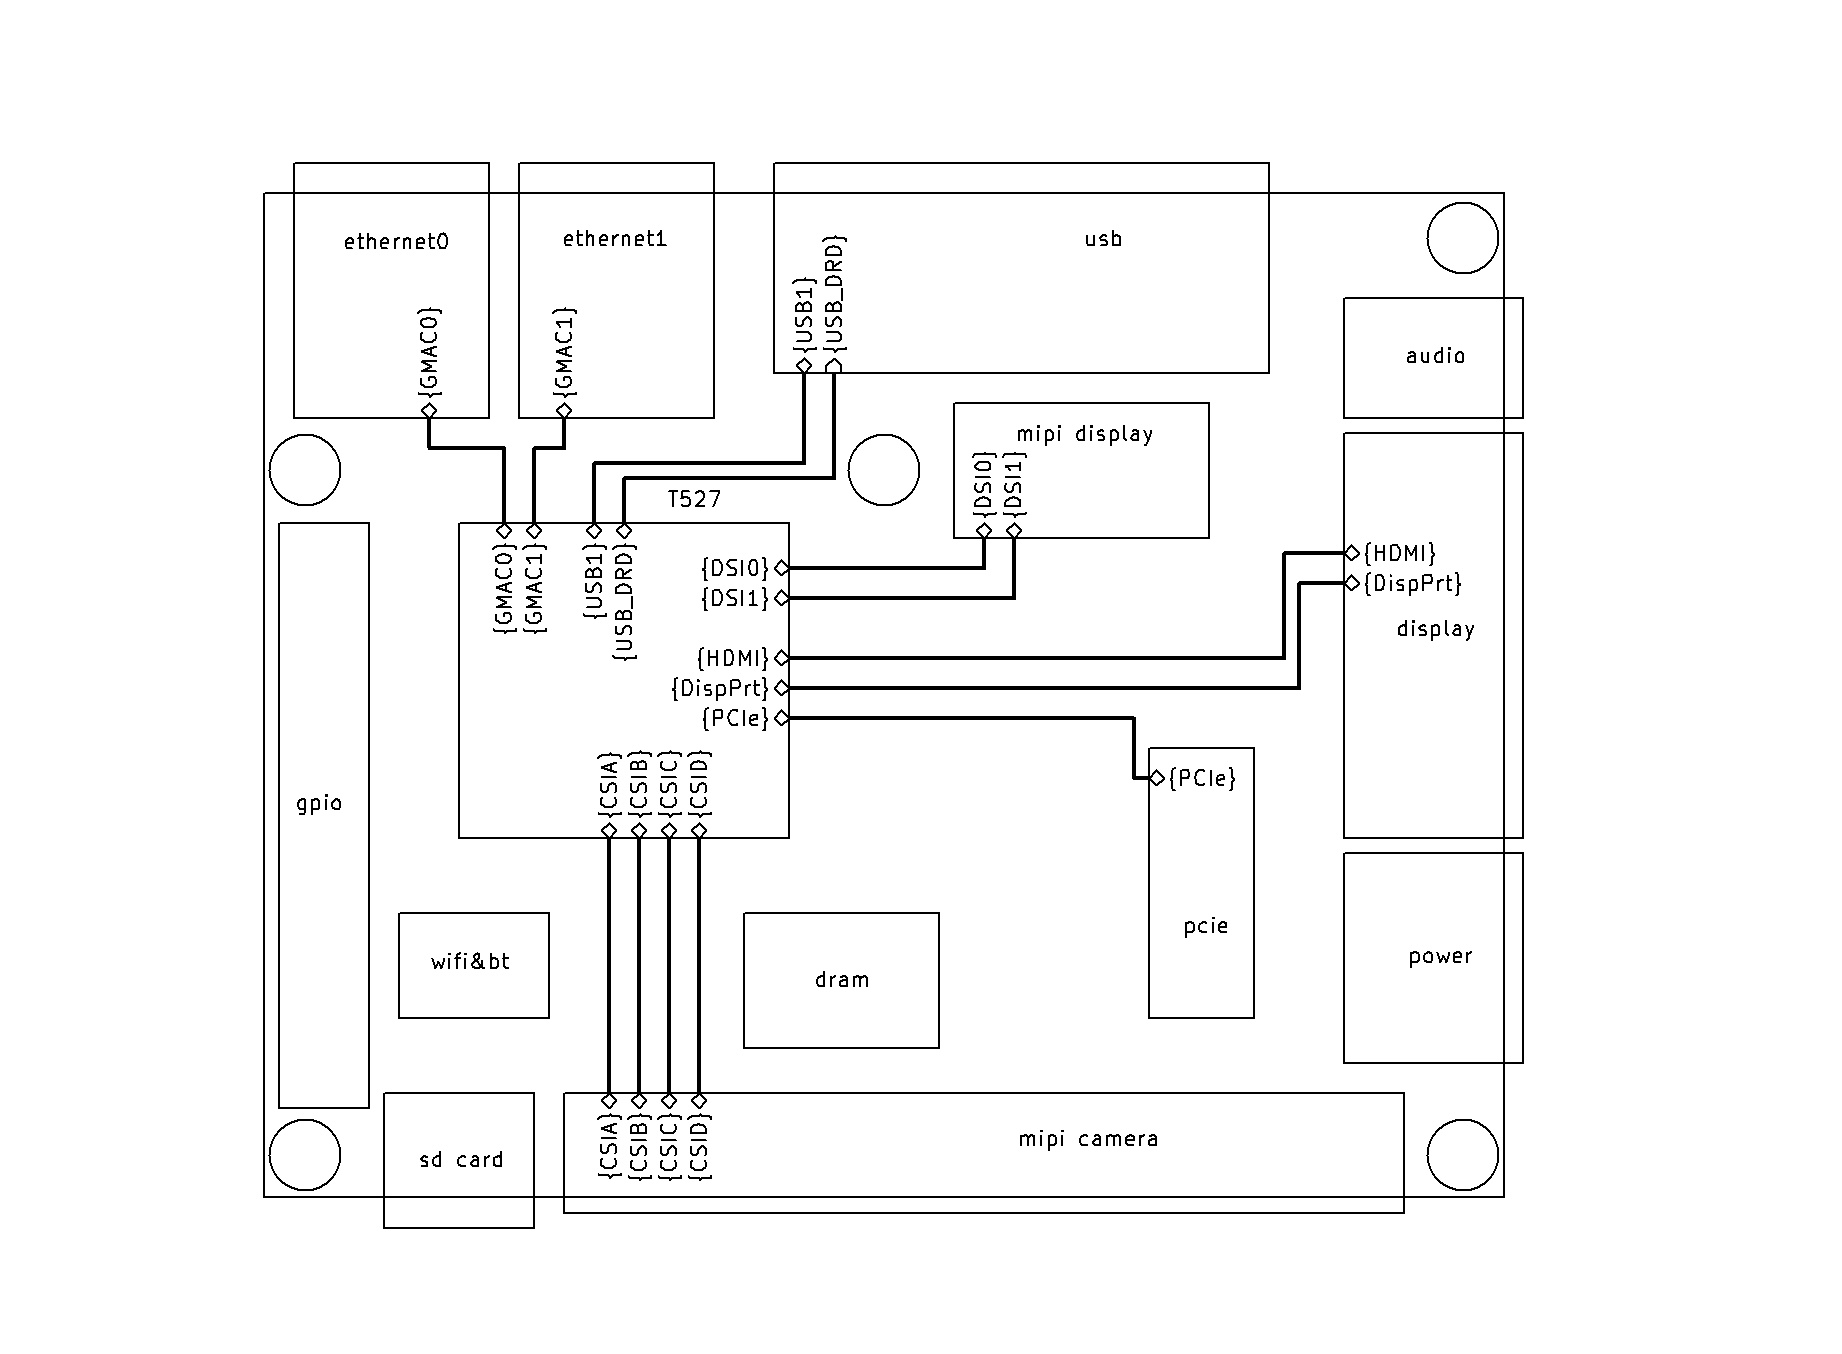 ethernet0
ethernet1
usb
{GMAC0}
{GMAC1}
{USB1}
{USB_DRD}
audio
mipi display
{DSI0}
{DSI1}
T527
{GMAC0}
{GMAC1}
{USB1}
{USB_DRD}
{DSI0}
{DSI1}
{HDMI}
{DispPrt}
{PCIe}
{CSIA}
{CSIB}
{CSIC}
{CSID}
{HDMI}
{DispPrt}
display
{PCIe}
pcie
gpio
wifi&bt
dram
power
sd card
{CSIA}
{CSIB}
{CSIC}
{CSID}
mipi camera